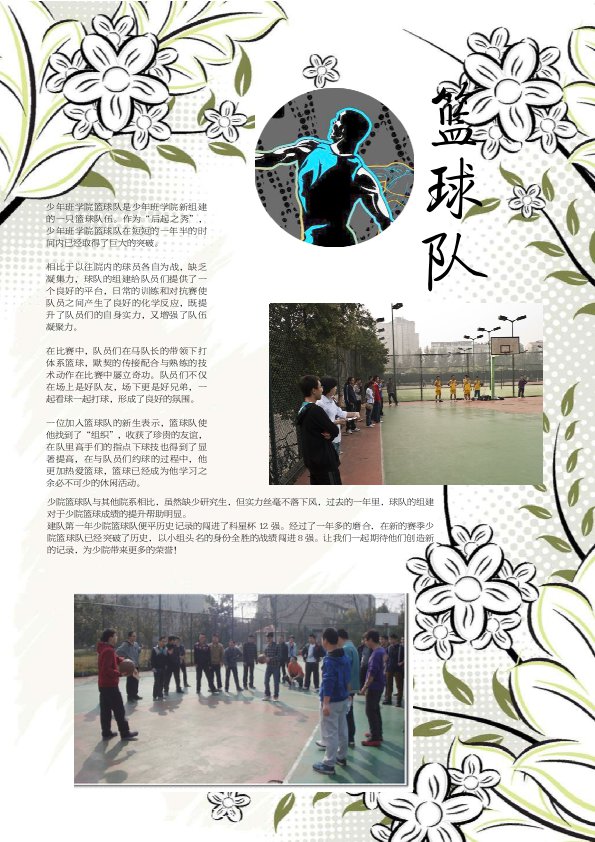 篮球队
少年班学院篮球队是少年班学院新组建
的一只篮球队伍。作为“后起之秀”，
少年班学院篮球队在短短的一年半的时
间内已经取得了巨大的突破。
相比于以往院内的球员各自为战，缺乏
凝集力，球队的组建给队员们提供了一
个良好的平台，日常的训练和对抗赛使
队员之间产生了良好的化学反应，既提
升了队员们的自身实力，又增强了队伍
凝聚力。
在比赛中，队员们在马队长的带领下打
体系篮球，默契的传接配合与熟练的技
术动作在比赛中屡立奇功。队员们不仅
在场上是好队友，场下更是好兄弟，一
起看球一起打球，形成了良好的氛围。
一位加入篮球队的新生表示，篮球队使
他找到了“组织”，收获了珍贵的友谊，
在队里高手们的指点下球技也得到了显
著提高，在与队员们约球的过程中，他
更加热爱篮球，篮球已经成为他学习之
余必不可少的休闲活动。
少院篮球队与其他院系相比，虽然缺少研究生，但实力丝毫不落下风，过去的一年里，球队的组建
对于少院篮球成绩的提升帮助明显。
建队第一年少院篮球队便平历史记录的闯进了科星杯 12 强。经过了一年多的磨合，在新的赛季少
院篮球队已经突破了历史，以小组头名的身份全胜的战绩闯进 8 强。让我们一起期待他们创造新
的记录，为少院带来更多的荣誉！